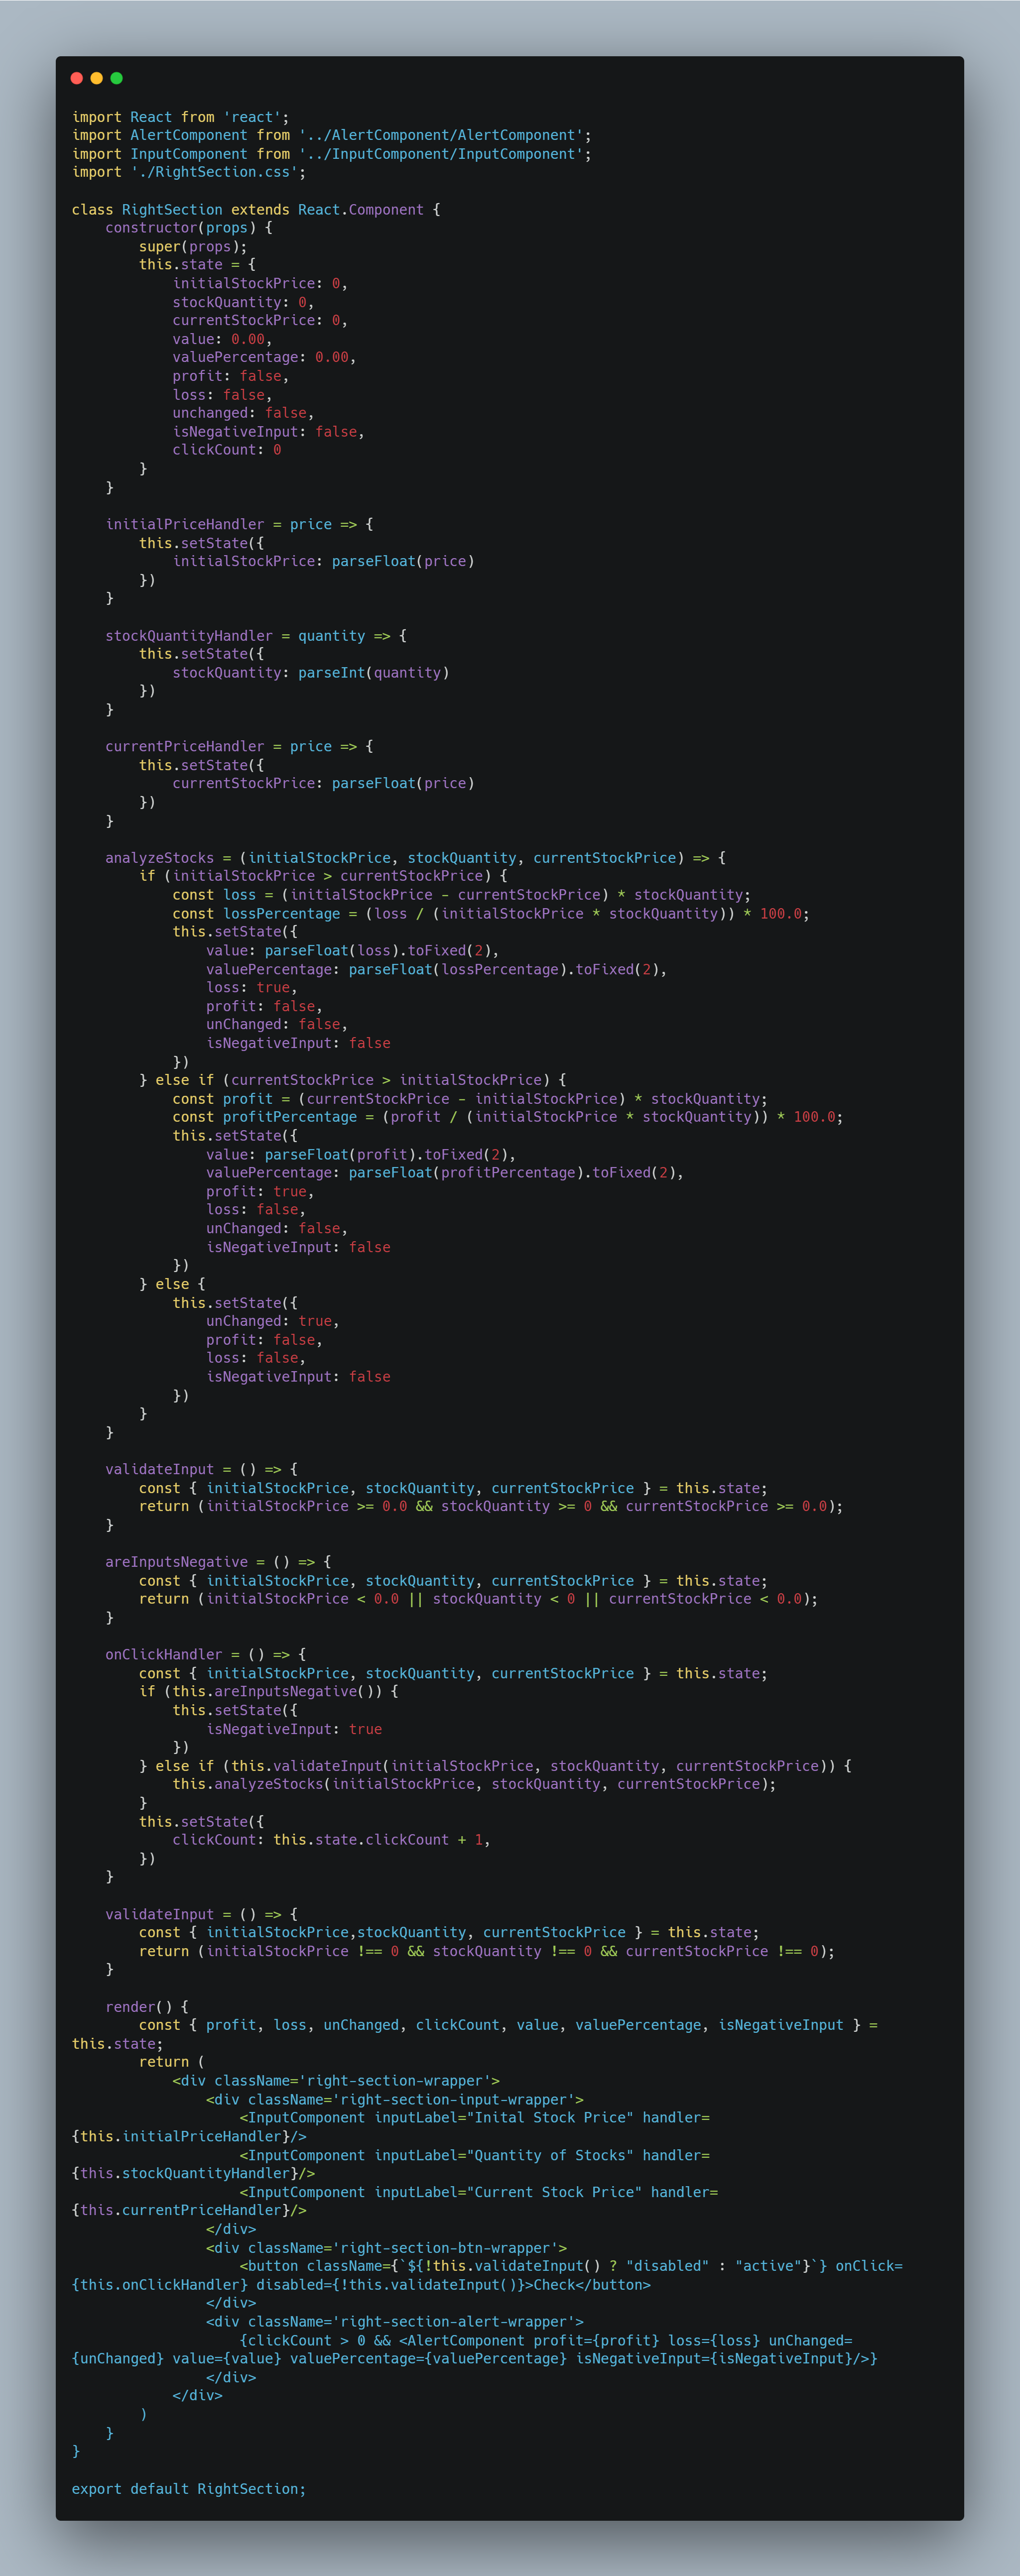 import React from 'react';
import AlertComponent from '../AlertComponent/AlertComponent';
import InputComponent from '../InputComponent/InputComponent';
import './RightSection.css';

class RightSection extends React.Component {
    constructor(props) {
        super(props);
        this.state = {
            initialStockPrice: 0,
            stockQuantity: 0,
            currentStockPrice: 0,
            value: 0.00,
            valuePercentage: 0.00,
            profit: false,
            loss: false,
            unchanged: false,
            isNegativeInput: false,
            clickCount: 0
        }
    }

    initialPriceHandler = price => {
        this.setState({
            initialStockPrice: parseFloat(price)
        })
    }

    stockQuantityHandler = quantity => {
        this.setState({
            stockQuantity: parseInt(quantity)
        })
    }

    currentPriceHandler = price => {
        this.setState({
            currentStockPrice: parseFloat(price)
        })
    }

    analyzeStocks = (initialStockPrice, stockQuantity, currentStockPrice) => {
        if (initialStockPrice > currentStockPrice) {
            const loss = (initialStockPrice - currentStockPrice) * stockQuantity;
            const lossPercentage = (loss / (initialStockPrice * stockQuantity)) * 100.0;
            this.setState({
                value: parseFloat(loss).toFixed(2),
                valuePercentage: parseFloat(lossPercentage).toFixed(2),
                loss: true,
                profit: false,
                unChanged: false,
                isNegativeInput: false
            })
        } else if (currentStockPrice > initialStockPrice) {
            const profit = (currentStockPrice - initialStockPrice) * stockQuantity;
            const profitPercentage = (profit / (initialStockPrice * stockQuantity)) * 100.0;
            this.setState({
                value: parseFloat(profit).toFixed(2),
                valuePercentage: parseFloat(profitPercentage).toFixed(2),
                profit: true,
                loss: false,
                unChanged: false,
                isNegativeInput: false
            })
        } else {
            this.setState({
                unChanged: true,
                profit: false,
                loss: false,
                isNegativeInput: false
            })
        }
    }

    validateInput = () => {
        const { initialStockPrice, stockQuantity, currentStockPrice } = this.state;
        return (initialStockPrice >= 0.0 && stockQuantity >= 0 && currentStockPrice >= 0.0);
    }

    areInputsNegative = () => {
        const { initialStockPrice, stockQuantity, currentStockPrice } = this.state;
        return (initialStockPrice < 0.0 || stockQuantity < 0 || currentStockPrice < 0.0);
    }

    onClickHandler = () => {
        const { initialStockPrice, stockQuantity, currentStockPrice } = this.state;
        if (this.areInputsNegative()) {
            this.setState({
                isNegativeInput: true
            })
        } else if (this.validateInput(initialStockPrice, stockQuantity, currentStockPrice)) {
            this.analyzeStocks(initialStockPrice, stockQuantity, currentStockPrice);
        }
        this.setState({
            clickCount: this.state.clickCount + 1,
        })
    }

    validateInput = () => {
        const { initialStockPrice,stockQuantity, currentStockPrice } = this.state;
        return (initialStockPrice !== 0 && stockQuantity !== 0 && currentStockPrice !== 0);
    }

    render() {
        const { profit, loss, unChanged, clickCount, value, valuePercentage, isNegativeInput } =
this.state;
        return (
            <div className='right-section-wrapper'>
                <div className='right-section-input-wrapper'>
                    <InputComponent inputLabel="Inital Stock Price" handler=
{this.initialPriceHandler}/>
                    <InputComponent inputLabel="Quantity of Stocks" handler=
{this.stockQuantityHandler}/>
                    <InputComponent inputLabel="Current Stock Price" handler=
{this.currentPriceHandler}/>
                </div>
                <div className='right-section-btn-wrapper'>
                    <button className={`${!this.validateInput() ? "disabled" : "active"}`} onClick=
{this.onClickHandler} disabled={!this.validateInput()}>Check</button>
                </div>
                <div className='right-section-alert-wrapper'>
                    {clickCount > 0 && <AlertComponent profit={profit} loss={loss} unChanged=
{unChanged} value={value} valuePercentage={valuePercentage} isNegativeInput={isNegativeInput}/>}
                </div>
            </div>
        )
    }
}

export default RightSection;